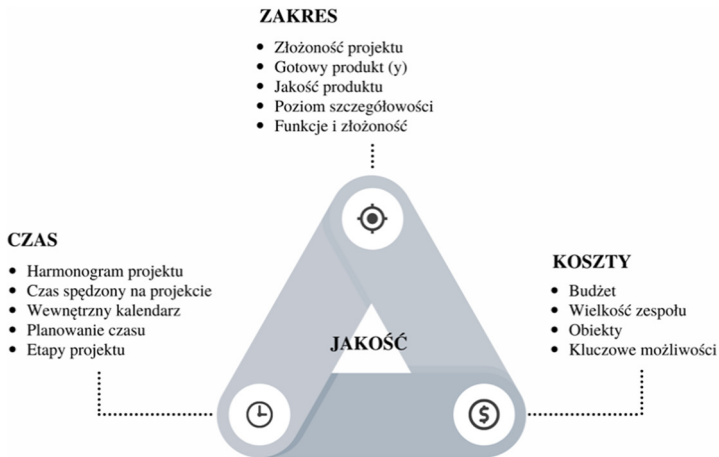 ZAKRES
• Złożoność projektu
• Gotowy produkt (y)
• Jakość produktu
• Poziom szczegółowości
• Funkcje i złożoność
CZAS
• Harmonogram projektu
• Czas spędzony na projekcie
• Wewnętrzny kalendarz
• Planowanie czasu
• Etapy projektu
KOSZTY
• Budżet
• Wielkość zespołu
• Obiekty
• Kluczowe możliwości
JAKOŚĆ
$